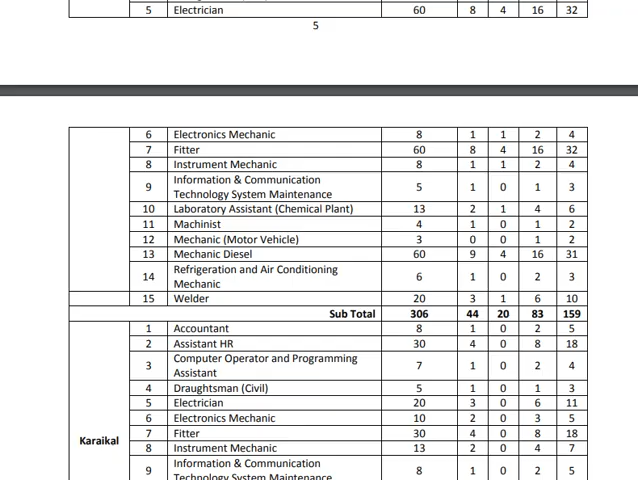 5 Electrician 60 8 4 16 32
5
6 Electronics Mechanic 8 1 1 2 4
7 Fitter 60 8 4 16 32
8 Instrument Mechanic 8 1 1 2 4
9 Information & Communication Technology System Maintenance 5 1 0 1 3
10 Laboratory Assistant (Chemical Plant) 13 2 1 4 6
11 Machinist 4 1 0 1 2
12 Mechanic (Motor Vehicle) 3 0 0 1 2
13 Mechanic Diesel 60 9 4 16 31
14 Refrigeration and Air Conditioning Mechanic 6 1 0 2 3
15 Welder 20 3 1 6 10
Sub Total 306 44 20 83 159
Karaikal
1 Accountant 8 1 0 2 5
2 Assistant HR 30 4 0 8 18
3 Computer Operator and Programming Assistant 7 1 0 2 4
4 Draughtsman (Civil) 5 1 0 1 3
5 Electrician 20 3 0 6 11
6 Electronics Mechanic 10 2 0 3 5
7 Fitter 30 4 0 8 18
8 Instrument Mechanic 13 2 0 4 7
9 Information & Communication Technology System Maintenance 8 1 0 2 5